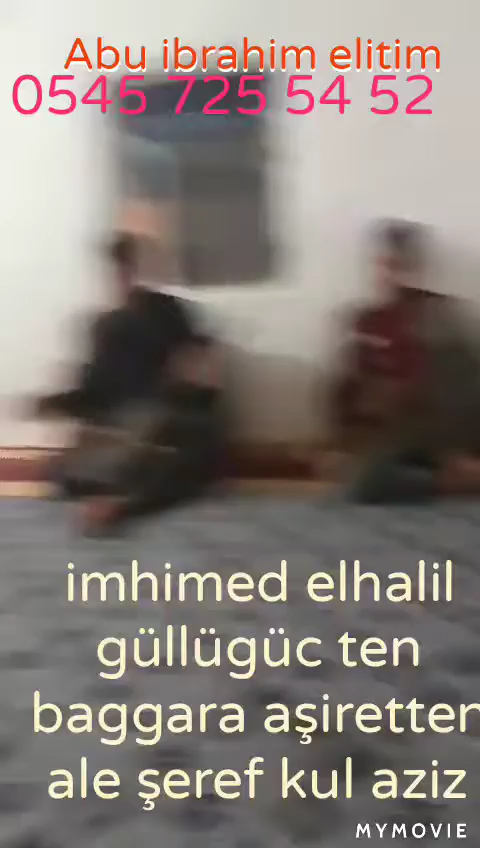 Abu ibrahim elitim
0545 725 54 52
imhimed elhalil
güllügüc ten
baggara aşiretten
ale şeref kul aziz
MYMOVIE